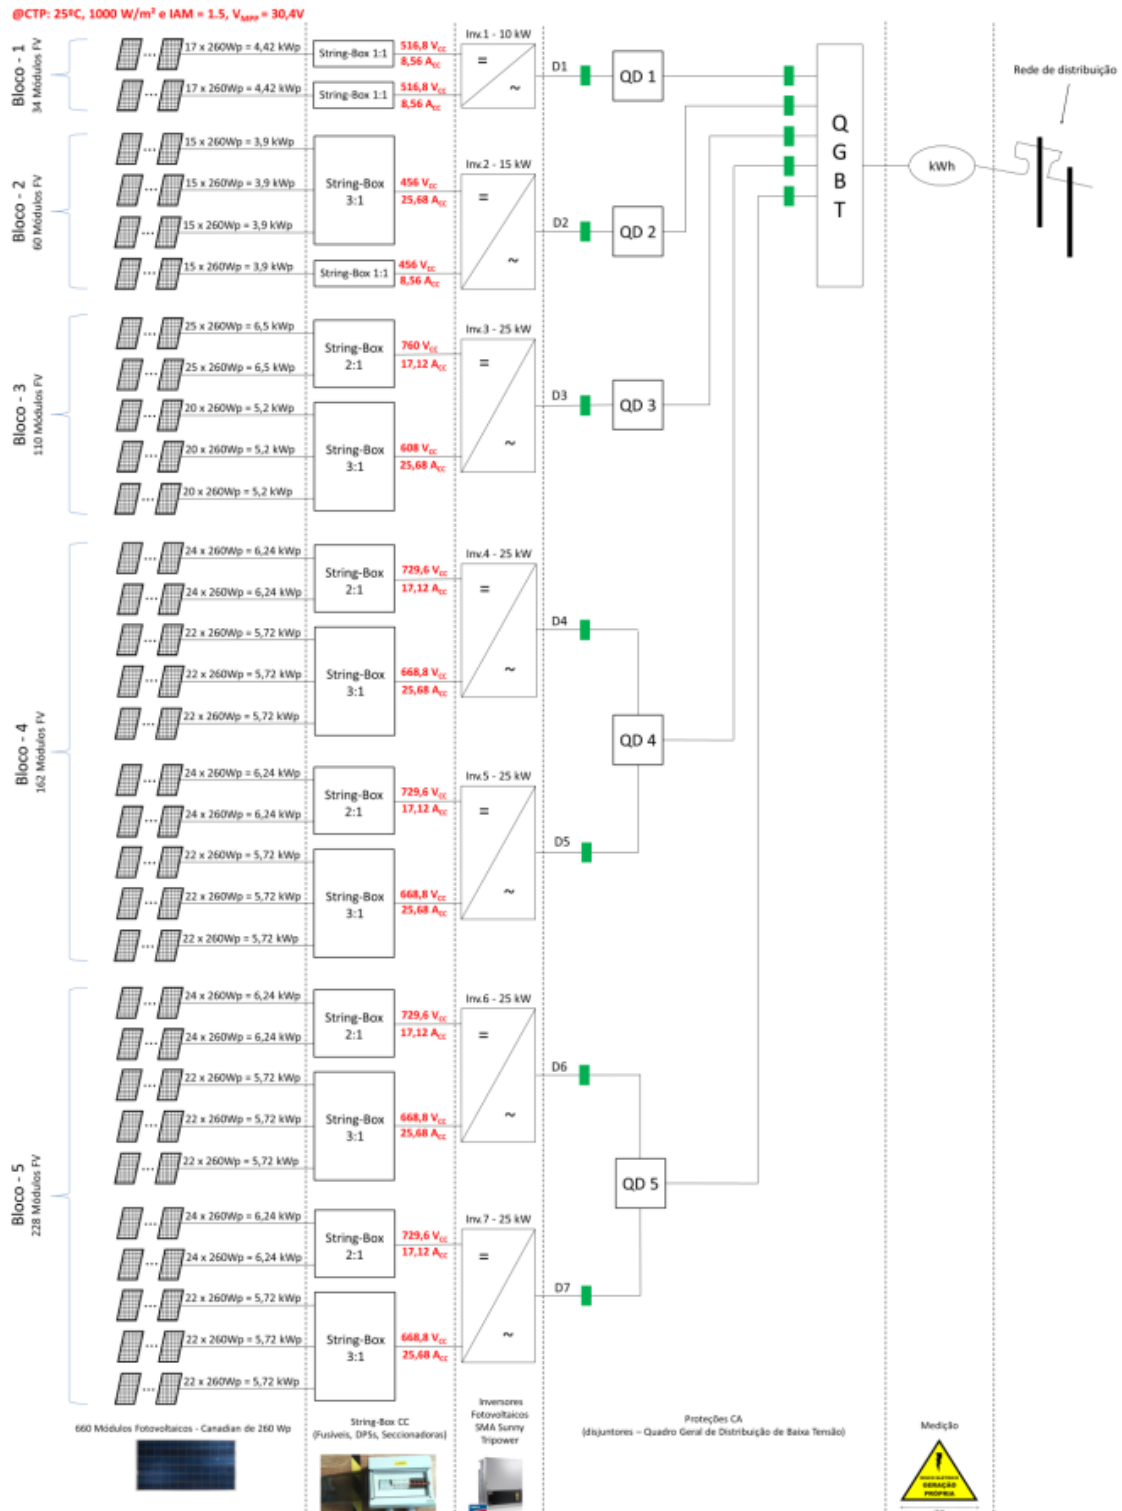 @CTP: 25ºC, 1000 W/m² e IAM = 1.5, VMPP = 30,4V
Bloco - 1
34 Módulos FV
17 x 260Wp = 4,42 kWp
17 x 260Wp = 4,42 kWp
String-Box 1:1
String-Box 1:1
516,8 Vcc
8,56 Acc
516,8 Vcc
8,56 Acc
Inv.1 - 10 kW
=
~
D1
QD 1
Bloco - 2
60 Módulos FV
15 x 260Wp = 3,9 kWp
15 x 260Wp = 3,9 kWp
15 x 260Wp = 3,9 kWp
15 x 260Wp = 3,9 kWp
String-Box
3:1
String-Box 1:1
456 Vcc
25,68 Acc
456 Vcc
8,56 Acc
Inv.2 - 15 kW
=
~
D2
QD 2
Bloco - 3
110 Módulos FV
25 x 260Wp = 6,5 kWp
25 x 260Wp = 6,5 kWp
20 x 260Wp = 5,2 kWp
20 x 260Wp = 5,2 kWp
20 x 260Wp = 5,2 kWp
String-Box
2:1
String-Box
3:1
760 Vcc
17,12 Acc
608 Vcc
25,68 Acc
Inv.3 - 25 kW
=
~
D3
QD 3
Bloco - 4
162 Módulos FV
24 x 260Wp = 6,24 kWp
24 x 260Wp = 6,24 kWp
22 x 260Wp = 5,72 kWp
22 x 260Wp = 5,72 kWp
22 x 260Wp = 5,72 kWp
String-Box
2:1
String-Box
3:1
729,6 Vcc
17,12 Acc
668,8 Vcc
25,68 Acc
Inv.4 - 25 kW
=
~
D4
24 x 260Wp = 6,24 kWp
24 x 260Wp = 6,24 kWp
22 x 260Wp = 5,72 kWp
22 x 260Wp = 5,72 kWp
22 x 260Wp = 5,72 kWp
String-Box
2:1
String-Box
3:1
729,6 Vcc
17,12 Acc
668,8 Vcc
25,68 Acc
Inv.5 - 25 kW
=
~
D5
QD 4
Bloco - 5
228 Módulos FV
24 x 260Wp = 6,24 kWp
24 x 260Wp = 6,24 kWp
22 x 260Wp = 5,72 kWp
22 x 260Wp = 5,72 kWp
22 x 260Wp = 5,72 kWp
String-Box
2:1
String-Box
3:1
729,6 Vcc
17,12 Acc
668,8 Vcc
25,68 Acc
Inv.6 - 25 kW
=
~
D6
24 x 260Wp = 6,24 kWp
24 x 260Wp = 6,24 kWp
22 x 260Wp = 5,72 kWp
22 x 260Wp = 5,72 kWp
22 x 260Wp = 5,72 kWp
String-Box
2:1
String-Box
3:1
729,6 Vcc
17,12 Acc
668,8 Vcc
25,68 Acc
Inv.7 - 25 kW
=
~
D7
QD 5
Q
G
B
T
kWh
Rede de distribuição
660 Módulos Fotovoltaicos - Canadian de 260 Wp
String-Box CC
(Fusíveis, DPSs, Seccionadoras)
Inversores
Fotovoltaicos
SMA Sunny
Tripower
Proteções CA
(disjuntores – Quadro Geral de Distribuição de Baixa Tensão)
Medição
RISCO ELÉTRICO
GERAÇÃO
PRÓPRIA